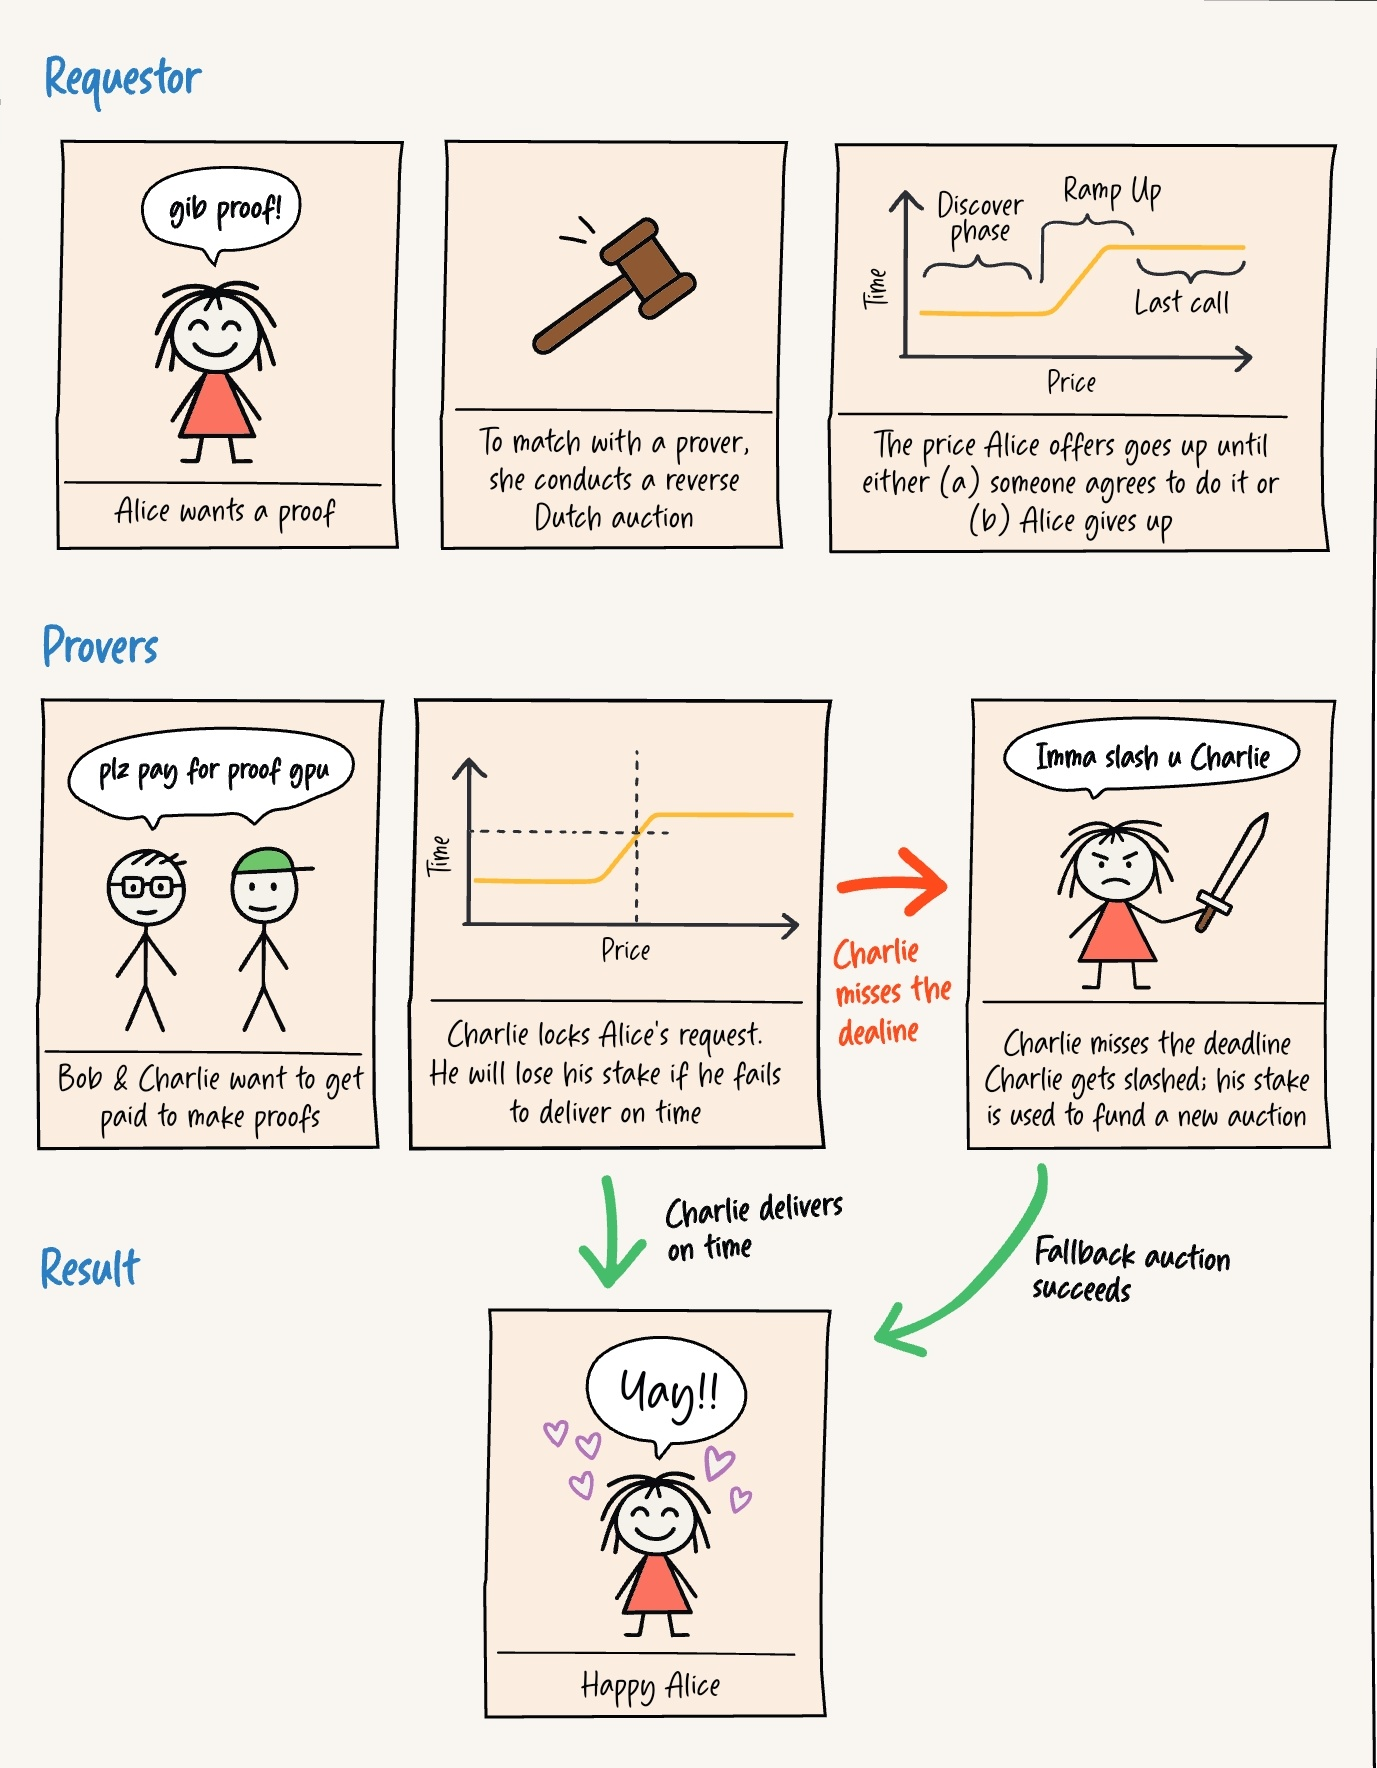 Requestor
gib proof!
Alice wants a proof
To match with a prover,
she conducts a reverse
Dutch auction
Discover
phase
Ramp Up
Last call
Time
Price
The price Alice offers goes up until
either (a) someone agrees to do it or
(b) Alice gives up
Provers
plz pay for proof gpu
Bob & Charlie want to get
paid to make proofs
Time
Price
Charlie locks Alice's request.
He will lose his stake if he fails
to deliver on time
Charlie
misses the
dealine
Imma slash u Charlie
Charlie misses the deadline
Charlie gets slashed; his stake
is used to fund a new auction
Charlie delivers
on time
Fallback auction
succeeds
Result
Yay!!
Happy Alice